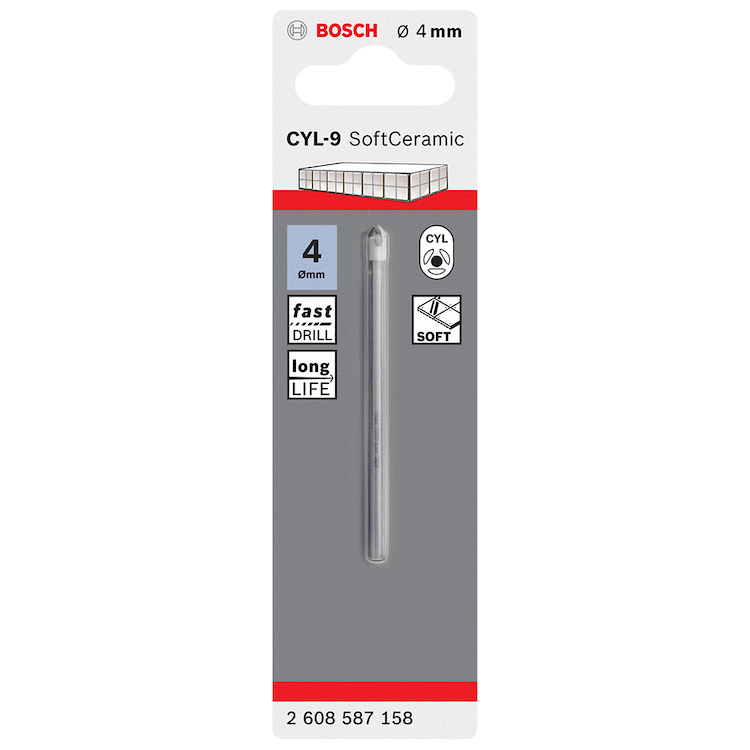 BOSCH Ø 4 mm
CYL-9 SoftCeramic
4
Ømm
CYL
fast
DRILL
SOFT
long
LIFE
2 608 587 158